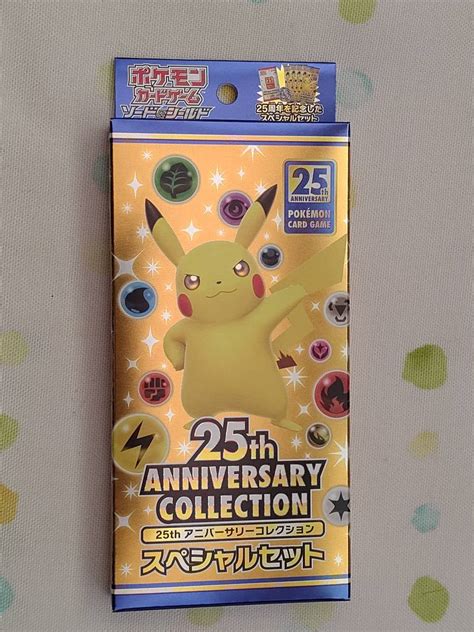 ポケモン
カードゲーム
ソード&シールド
25周年を記念した
スペシャルセット
25th
ANNIVERSARY
POKÉMON
CARD GAME
25th
ANNIVERSARY
COLLECTION
25th アニバーサリーコレクション
スペシャルセット